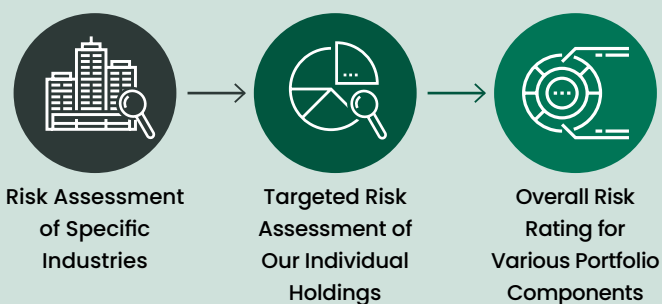 Risk Assessment
of Specific
Industries
Targeted Risk
Assessment of
Our Individual
Holdings
Overall Risk
Rating for
Various Portfolio
Components